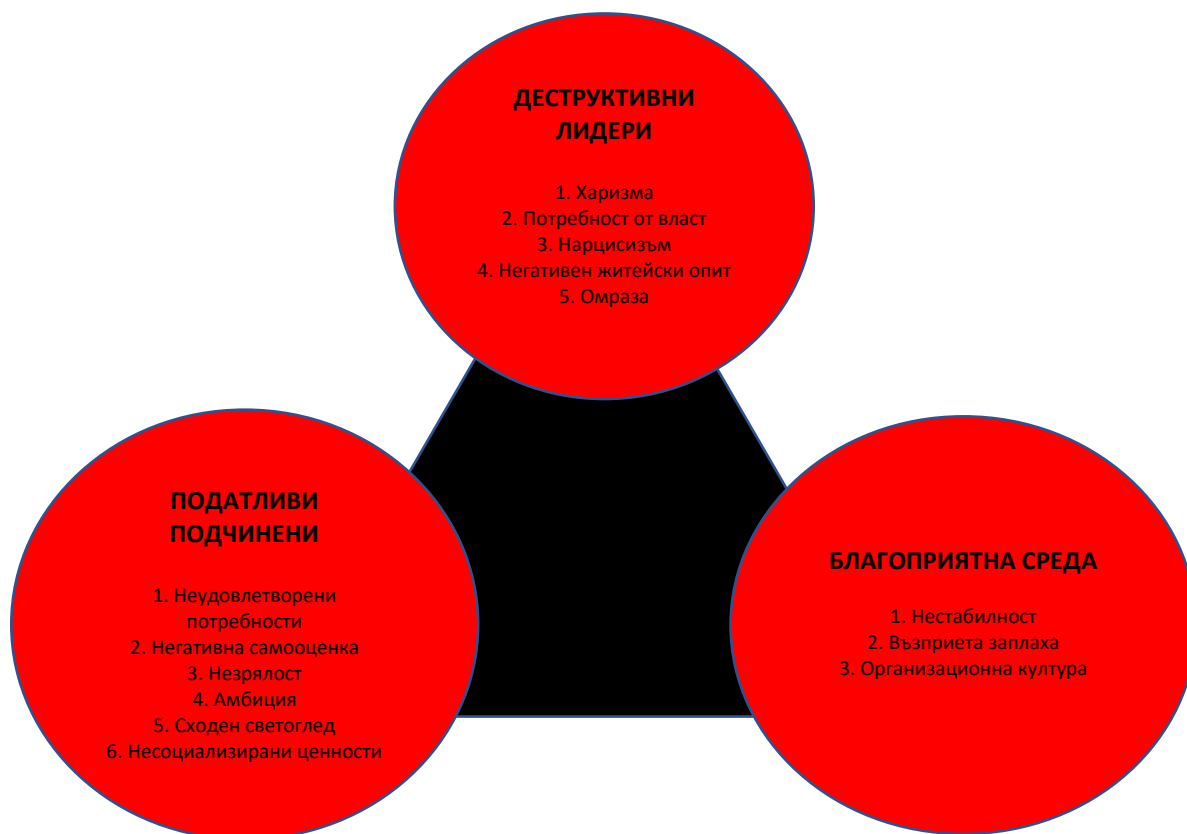 ДЕСТРУКТИВНИ
ЛИДЕРИ
1. Харизма
2. Потребност от власт
3. Нарцисизъм
4. Негативен житейски опит
5. Омраза
ПОДАТЛИВИ
ПОДЧИНЕНИ
1. Неудовлетворени
потребности
2. Негативна самооценка
3. Незрялост
4. Амбиция
5. Сходен светоглед
6. Несоциализирани ценности
БЛАГОПРИЯТНА СРЕДА
1. Нестабилност
2. Възприета заплаха
3. Организационна култура